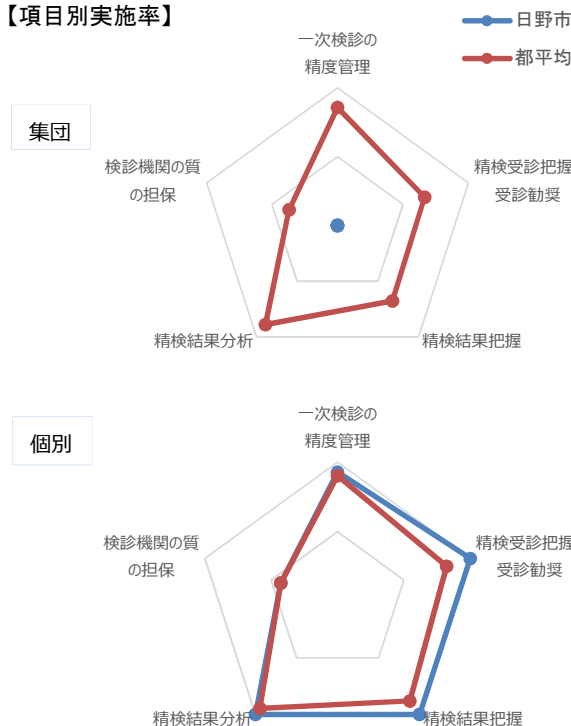 【項目別実施率】
日野市
都平均
集団
一次検診の
精度管理
精検受診把握
受診勧奨
精検結果把握
精検結果分析
検診機関の質
の担保
個別
一次検診の
精度管理
精検受診把握
受診勧奨
精検結果把握
精検結果分析
検診機関の質
の担保